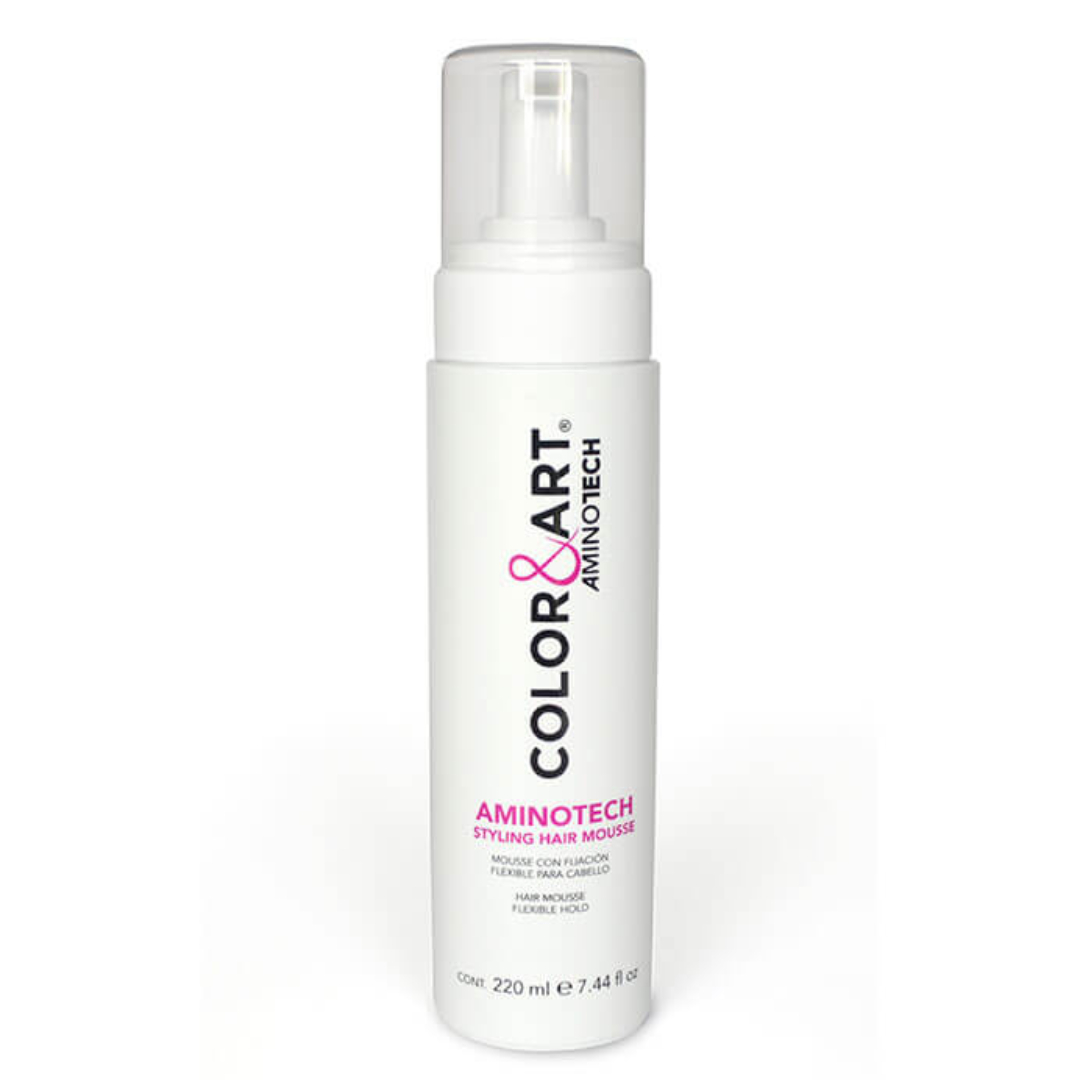 COLOR&ART®
AMINOTECH
AMINOTECH
STYLING HAIR MOUSSE
MOUSSE CON FIJACIÓN
FLEXIBLE PARA CABELLO
HAIR MOUSSE
FLEXIBLE HOLD
CONT. 220 ml ℮ 7.44 fl oz